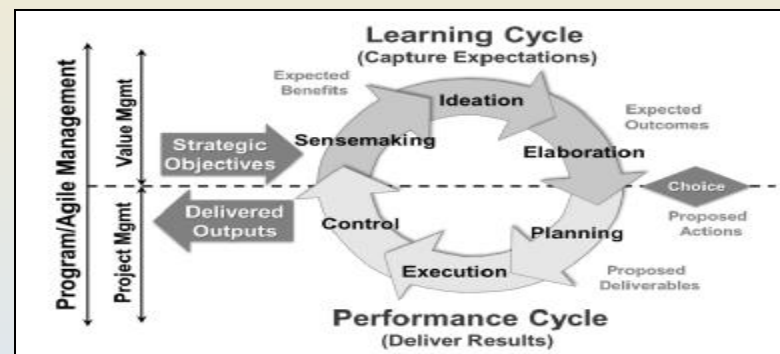 Learning Cycle
(Capture Expectations)
Program/Agile Management
Value Mgmt
Project Mgmt
Expected
Benefits
Ideation
Expected
Outcomes
Strategic
Objectives
Sensemaking
Elaboration
Choice
Delivered
Outputs
Control
Planning
Proposed
Actions
Execution
Proposed
Deliverables
Performance Cycle
(Deliver Results)